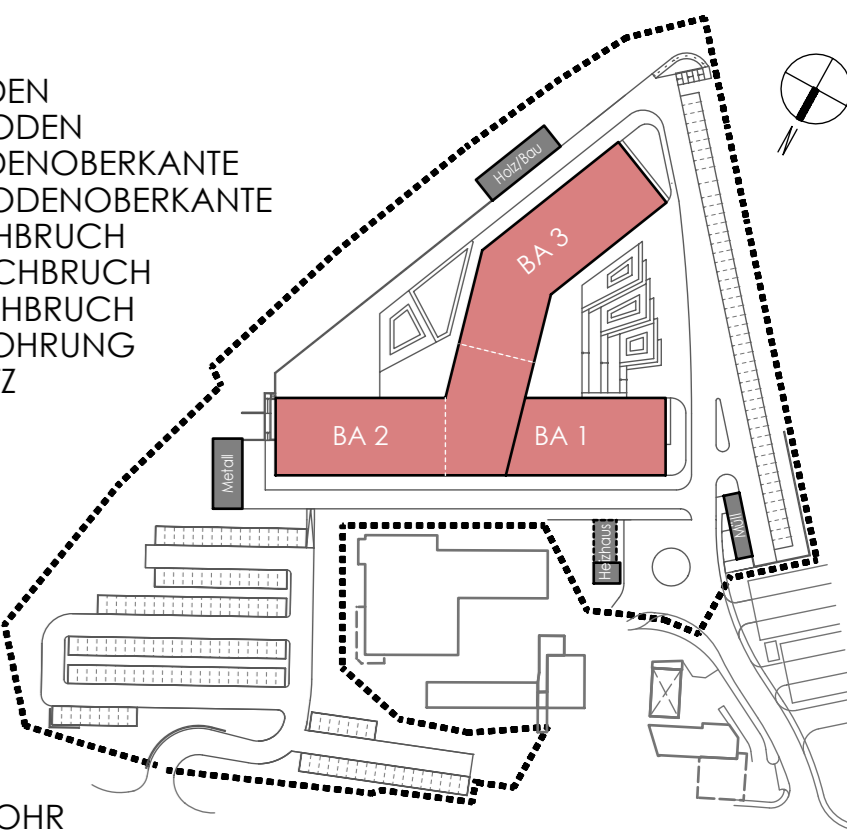 DEN
ODEN
DENOBERKANTE
ODENOBERKANTE
HBRUCH
CHBRUCH
HBRUCH
OHRUNG
TZ
Holz/Bau
BA 3
BA 2
BA 1
Metall
Müll
Heizhaus
N
OHR